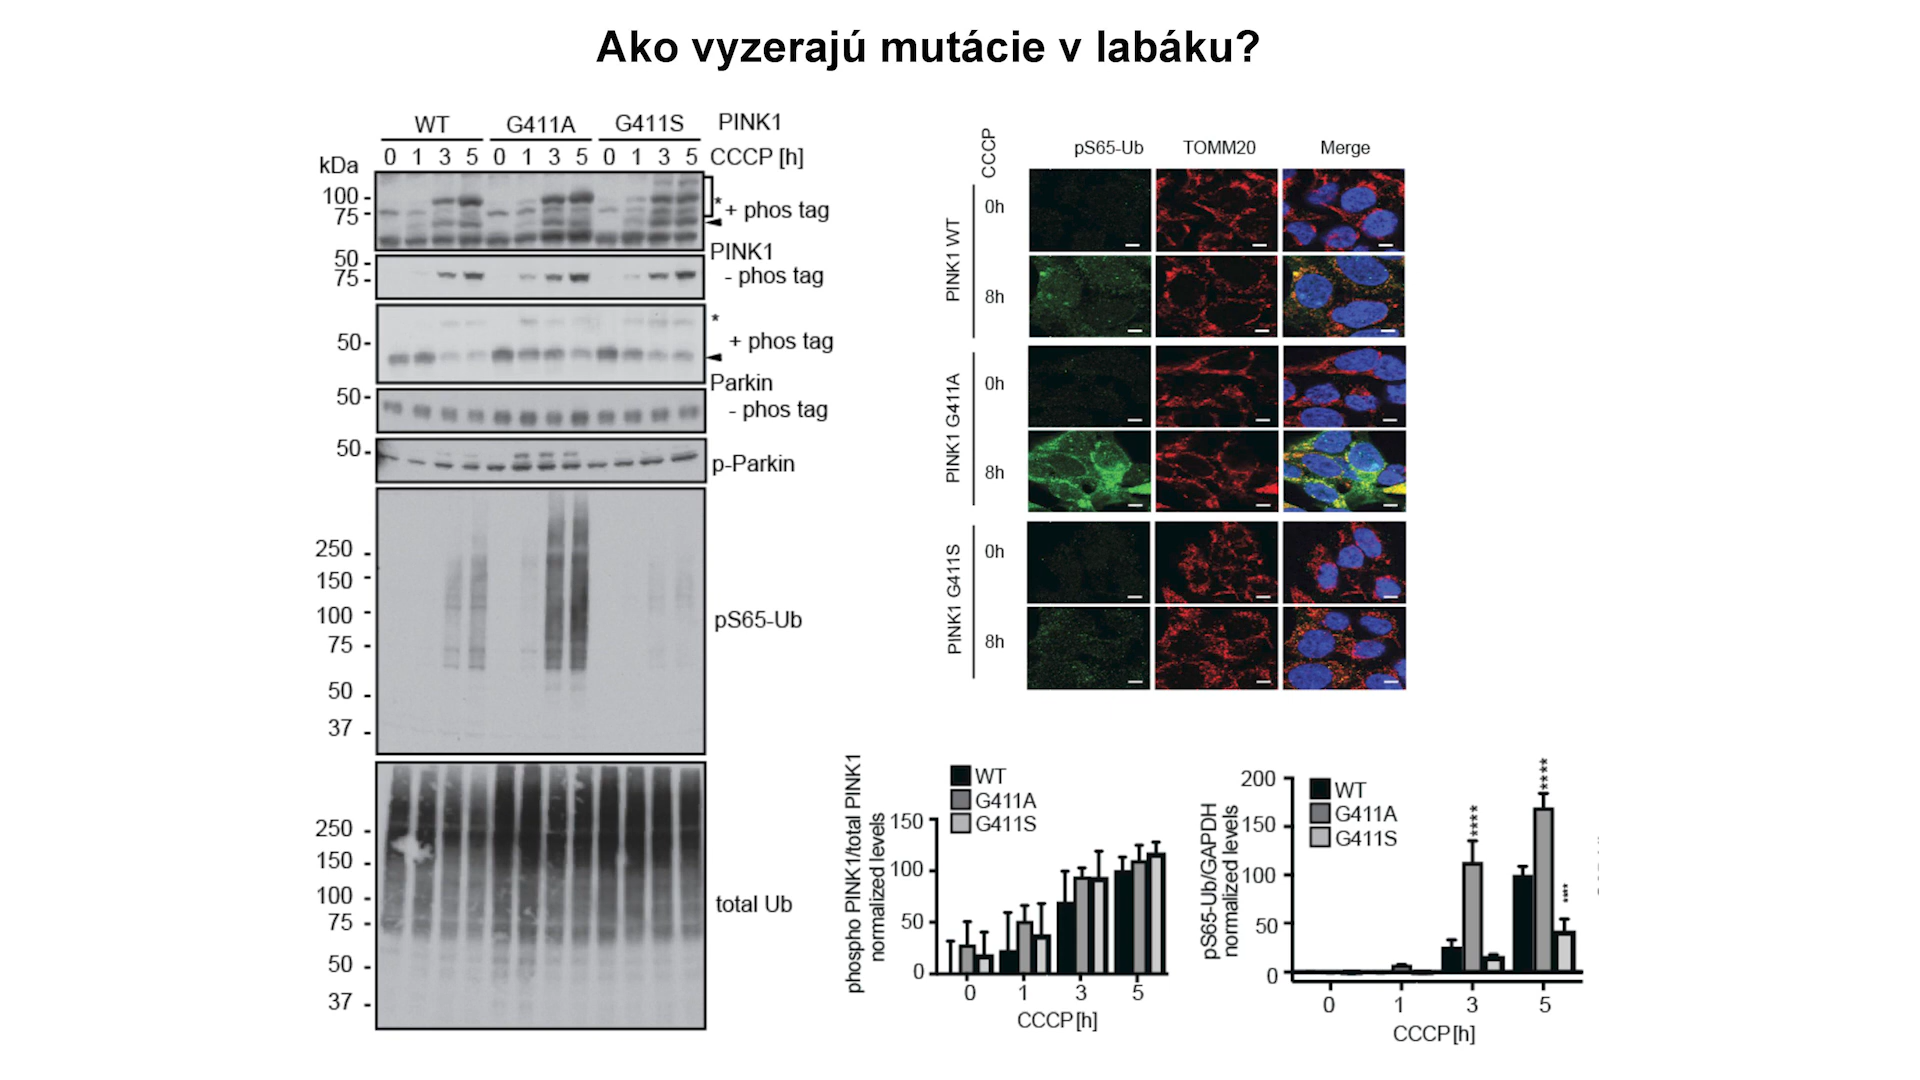 Ako vyzerajú mutácie v labáku?
WT G411A G411S PINK1
0 1 3 5 0 1 3 5 0 1 3 5 CCCP [h]
kDa
100 -
75 -
*
+ phos tag
PINK1
50 -
75 -
- phos tag
*
50 -
+ phos tag
Parkin
50 -
- phos tag
50 -
p-Parkin
250 -
150 -
100 -
75 -
50 -
37 -
pS65-Ub
250 -
150 -
100 -
75 -
50 -
37 -
total Ub
CCCP
pS65-Ub TOMM20 Merge
PINK1 WT
0h
8h
PINK1 G411A
0h
8h
PINK1 G411S
0h
8h
phospho PINK1/total PINK1
normalized levels
WT
G411A
G411S
150
100
50
0
0 1 3 5
CCCP [h]
pS65-Ub/GAPDH
normalized levels
WT
G411A
G411S
200
150
100
50
0
****
****
****
0 1 3 5
CCCP [h]